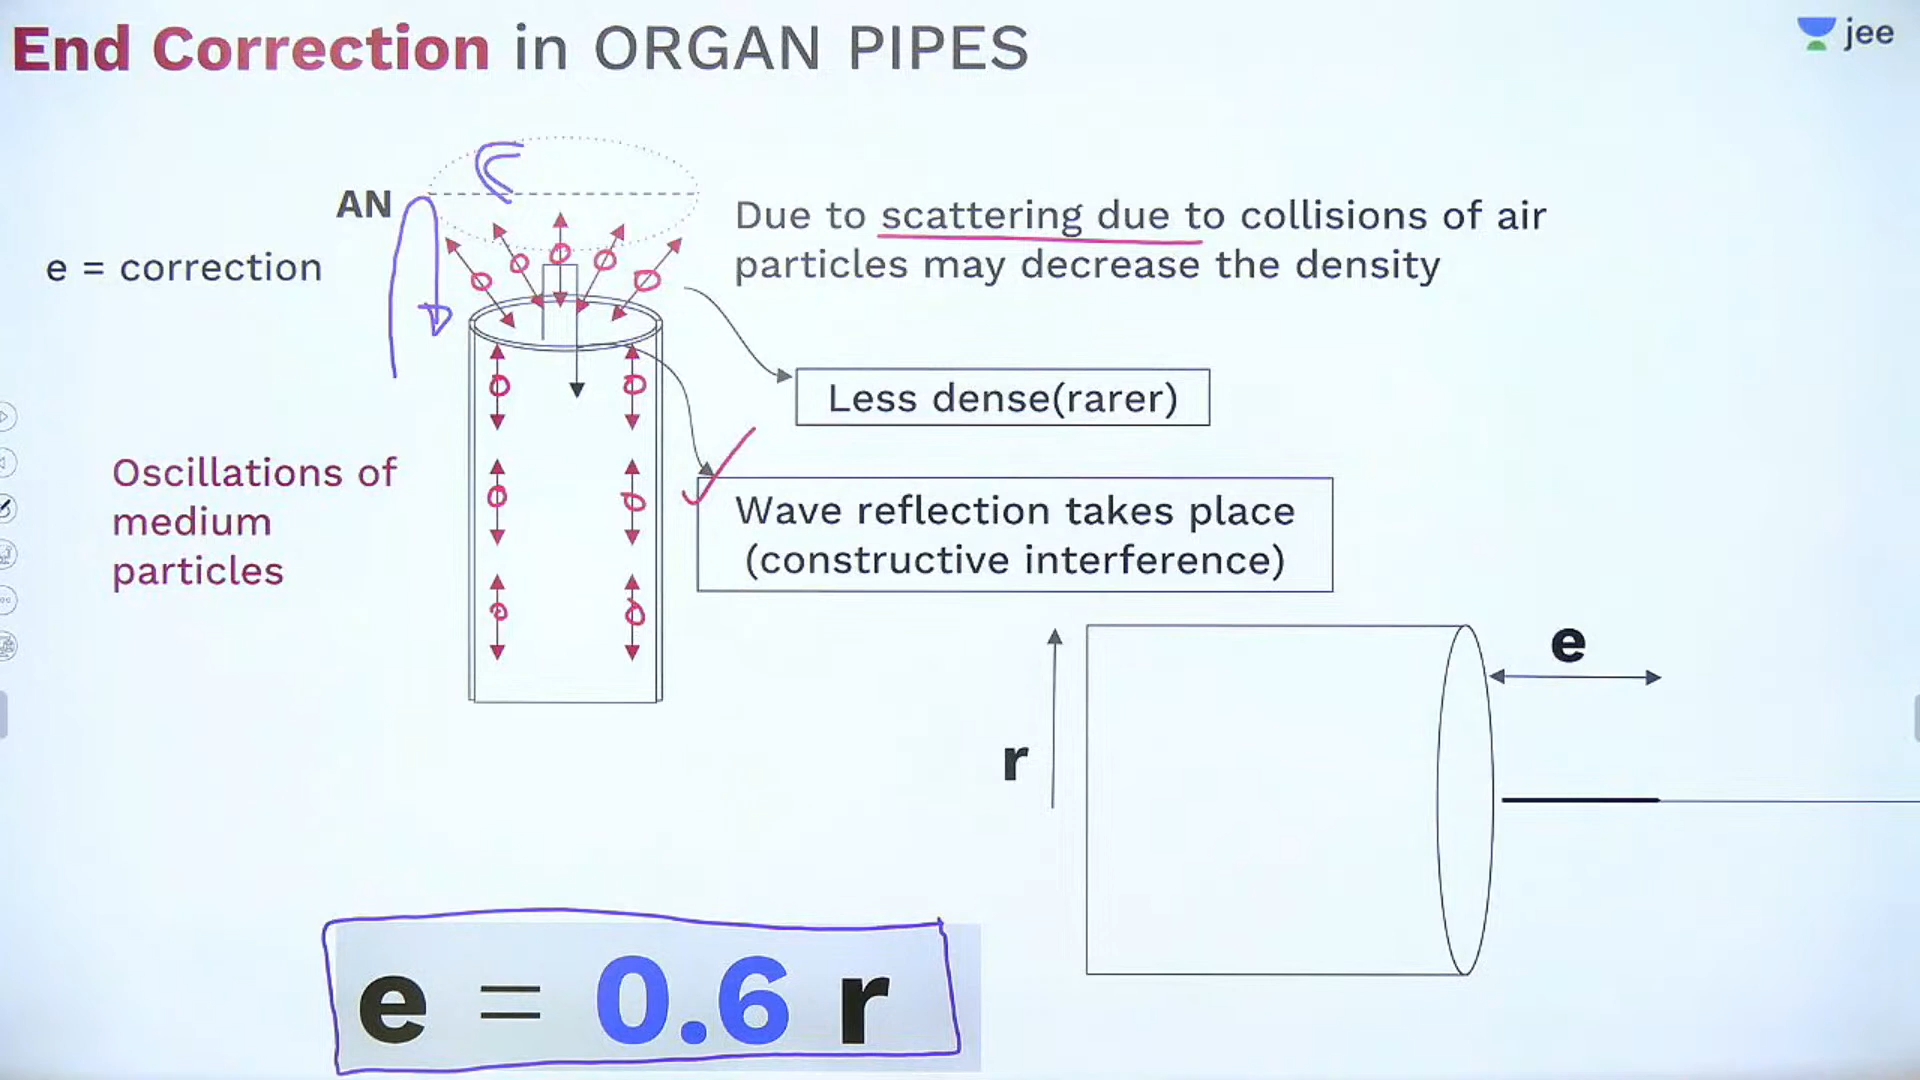 End Correction in ORGAN PIPES
jee
AN
e = correction
Due to scattering due to collisions of air
particles may decrease the density
Less dense(rarer)
Oscillations of
medium
particles
Wave reflection takes place
(constructive interference)
e
r
e = 0.6 r